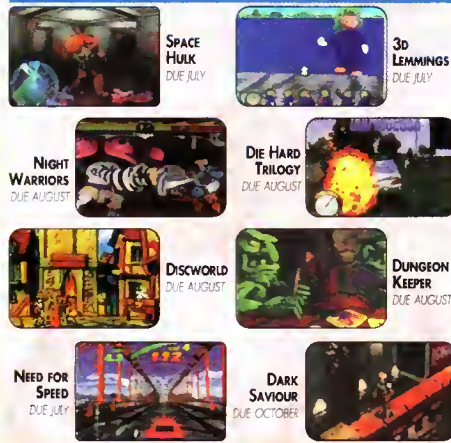 SPACE
HULK
DUE JULY
3D
LEMMINGS
DUE JULY
NIGHT
WARRIORS
DUE AUGUST
DIE HARD
TRILOGY
DUE AUGUST
DISCWORLD
DUE AUGUST
DUNGEON
KEEPER
DUE AUGUST
NEED FOR
SPEED
DUE JULY
DARK
SAVIOUR
DUE OCTOBER